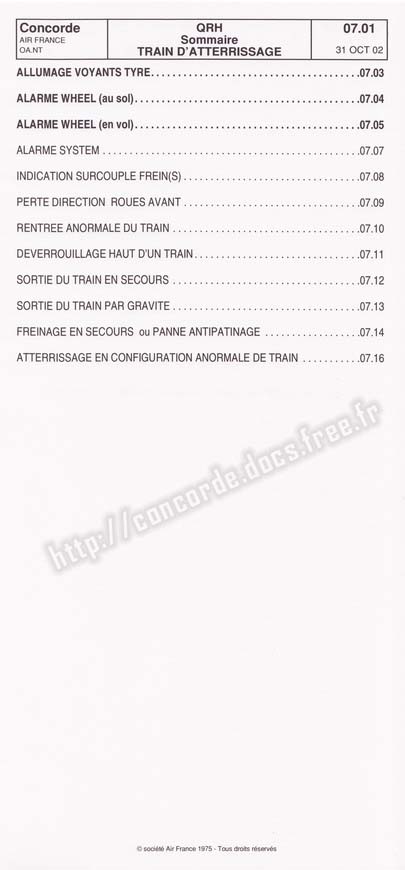 Concorde
AIR FRANCE
OA.NT
QRH
Sommaire
TRAIN D'ATTERRISSAGE
07.01
31 OCT 02
ALLUMAGE VOYANTS TYRE........................................07.03
ALARME WHEEL (au sol)...........................................07.04
ALARME WHEEL (en vol)...........................................07.05
ALARME SYSTEM .................................................07.07
INDICATION SURCOUPLE FREIN(S) .................................07.08
PERTE DIRECTION ROUES AVANT .................................07.09
RENTREE ANORMALE DU TRAIN ...................................07.10
DEVERROUILLAGE HAUT D'UN TRAIN...............................07.11
SORTIE DU TRAIN EN SECOURS ...................................07.12
SORTIE DU TRAIN PAR GRAVITE ...................................07.13
FREINAGE EN SECOURS ou PANNE ANTIPATINAGE ..................07.14
ATTERRISSAGE EN CONFIGURATION ANORMALE DE TRAIN ...........07.16
http://concorde.docs.free.fr
© société Air France 1975 - Tous droits réservés